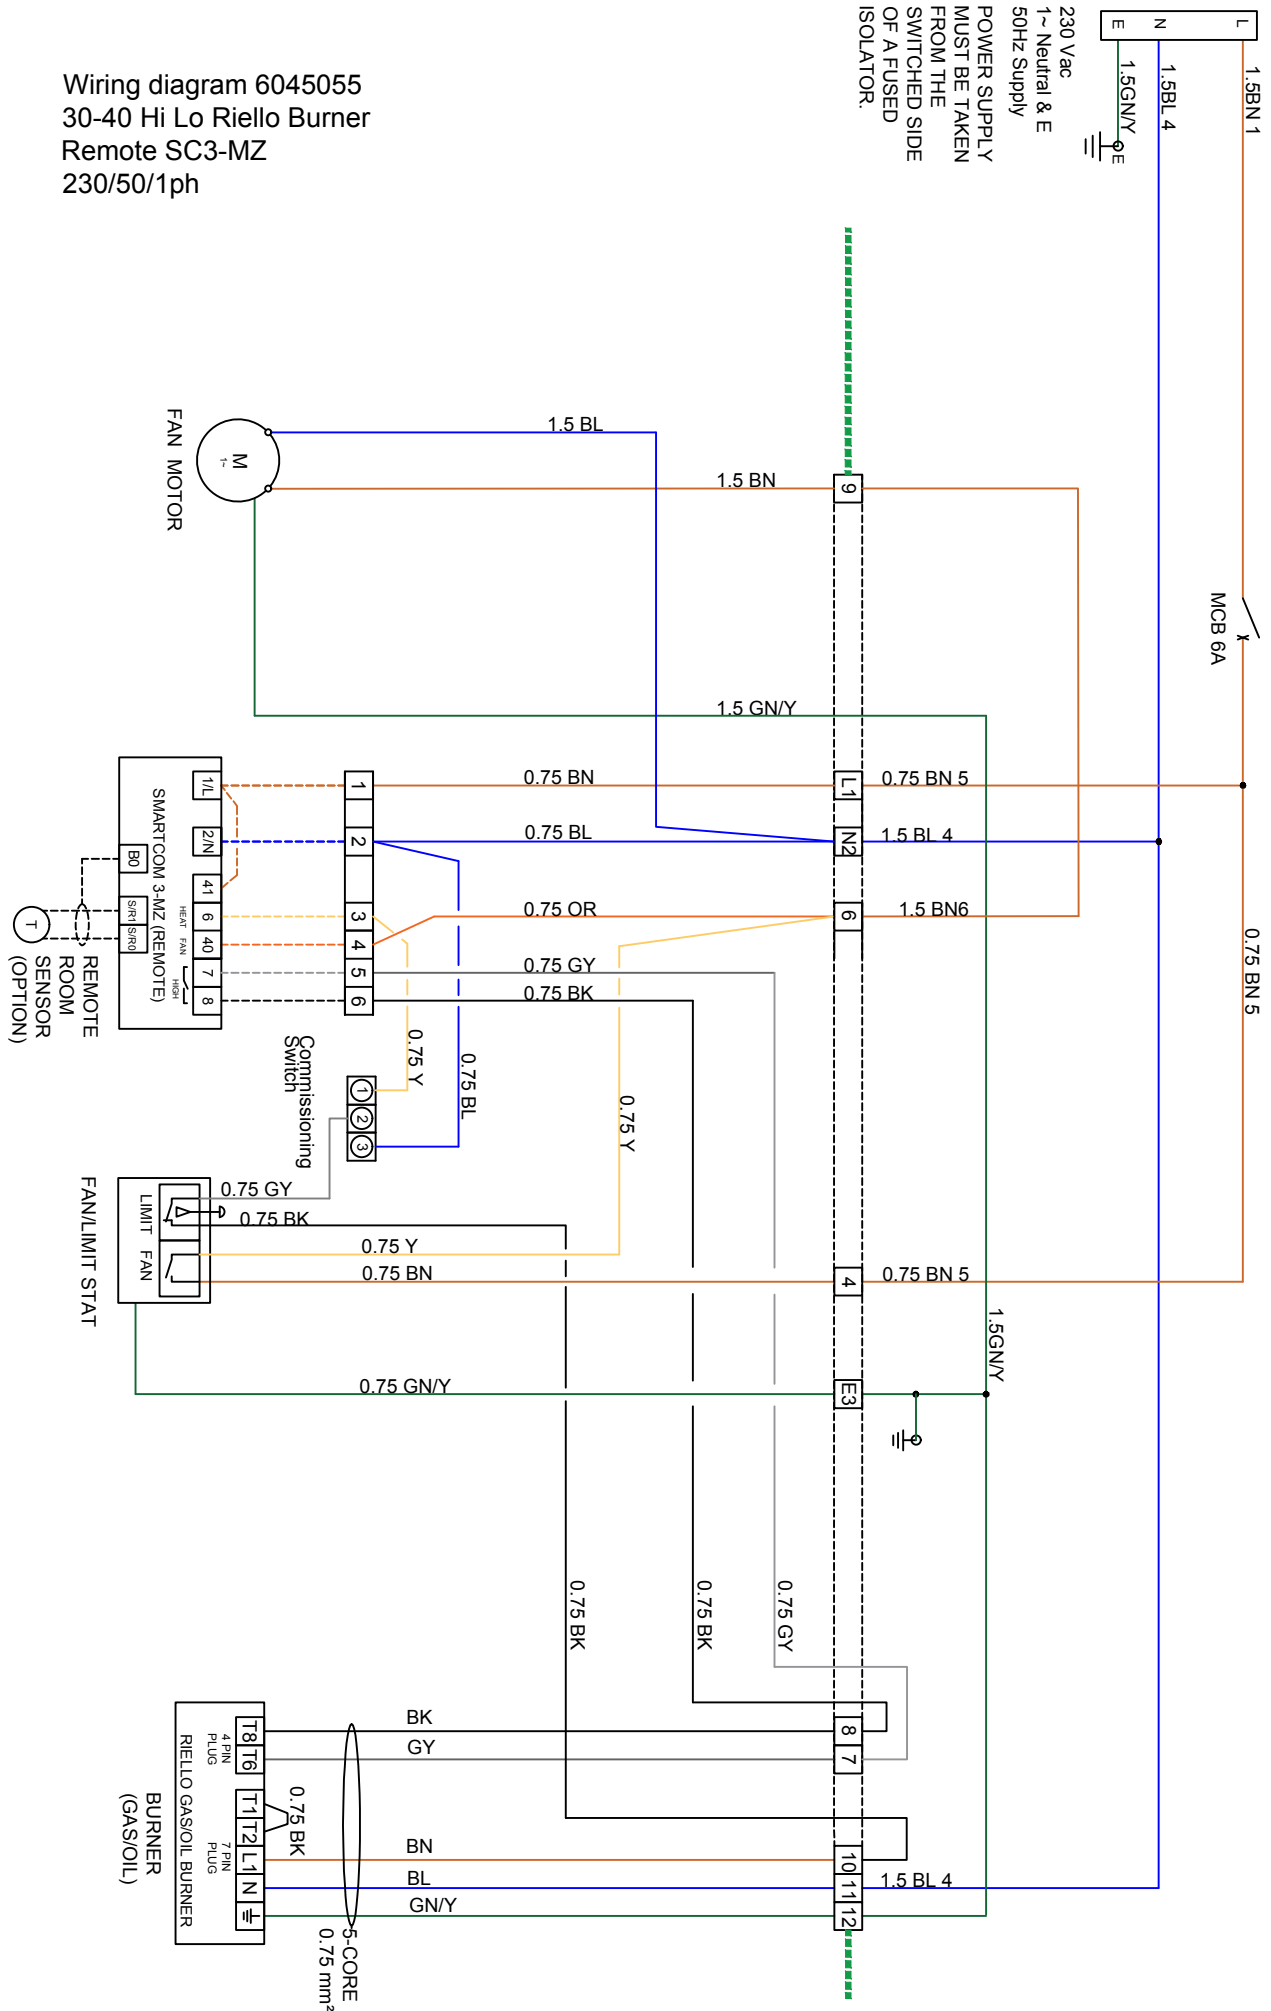 Wiring diagram 6045055
30-40 Hi Lo Riello Burner
Remote SC3-MZ
230/50/1ph
L
N
E
1.5BN 1
1.5BL 4
1.5GN/Y
E
230 Vac
1~ Neutral & E
50Hz Supply
POWER SUPPLY
MUST BE TAKEN
FROM THE
SWITCHED SIDE
OF A FUSED
ISOLATOR.
MCB 6A
FAN MOTOR
M
1~
1.5 BL
1.5 BN
9
1.5 GN/Y
0.75 BN
L1
0.75 BN 5
0.75 BL
N2
1.5 BL 4
0.75 OR
6
1.5 BN6
0.75 BN 5
0.75 GY
0.75 BK
1
2
3
4
5
6
1/L
2/N
41
6
40
7
8
HEAT
FAN
HIGH
SMARTCOM 3-MZ (REMOTE)
B0
S/R1
S/R0
T
REMOTE
ROOM
SENSOR
(OPTION)
Commissioning
Switch
1
2
3
0.75 Y
0.75 BL
0.75 Y
FAN/LIMIT STAT
LIMIT
FAN
0.75 GY
0.75 BK
0.75 Y
0.75 BN
4
0.75 BN 5
0.75 GN/Y
E3
1.5GN/Y
0.75 BK
0.75 BK
0.75 GY
BK
8
GY
7
T8
T6
4 PIN
PLUG
T1
T2
L1
N
7 PIN
PLUG
0.75 BK
RIELLO GAS/OIL BURNER
BURNER
(GAS/OIL)
BN
10
BL
11
1.5 BL 4
GN/Y
12
5-CORE
0.75 mm²